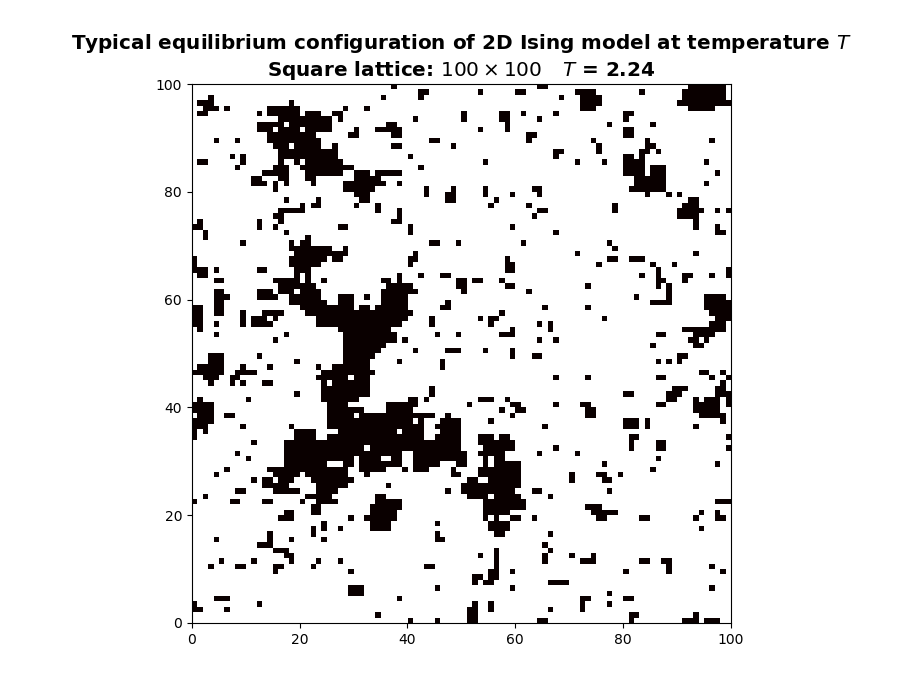 Typical equilibrium configuration of 2D Ising model at temperature T
Square lattice: 100 × 100 T = 2.24
100
80
60
40
20
0
0 20 40 60 80 100